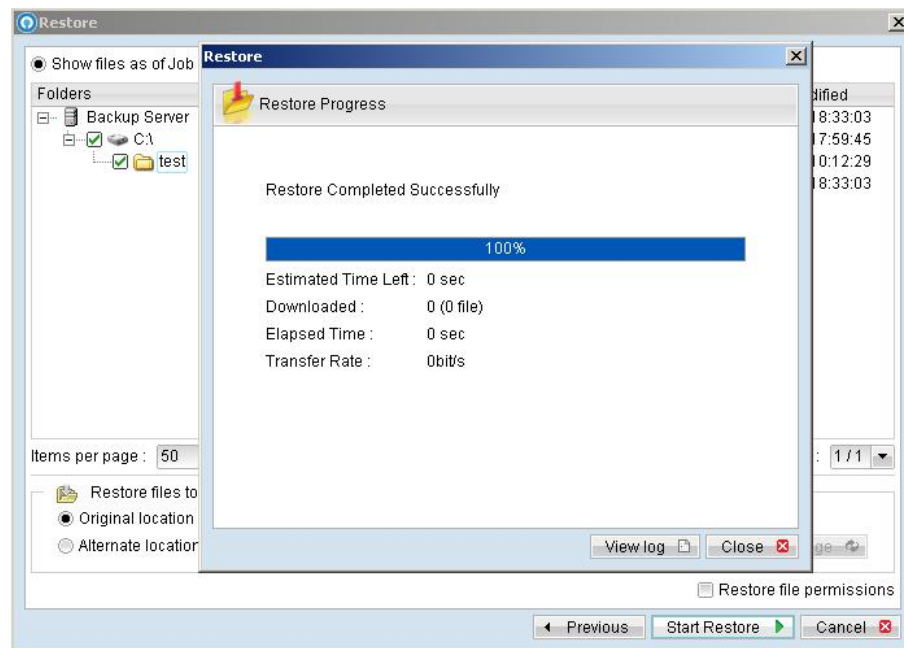 Restore
Show files as of Job
Folders
Backup Server
C:\
test
Restore
Restore Progress
Restore Completed Successfully
100%
Estimated Time Left : 0 sec
Downloaded : 0 (0 file)
Elapsed Time : 0 sec
Transfer Rate : 0bit/s
View log Close
dified
8:33:03
7:59:45
0:12:29
8:33:03
Items per page : 50
: 1 / 1
Restore files to
Original location
Alternate location
ge
Restore file permissions
Previous Start Restore Cancel